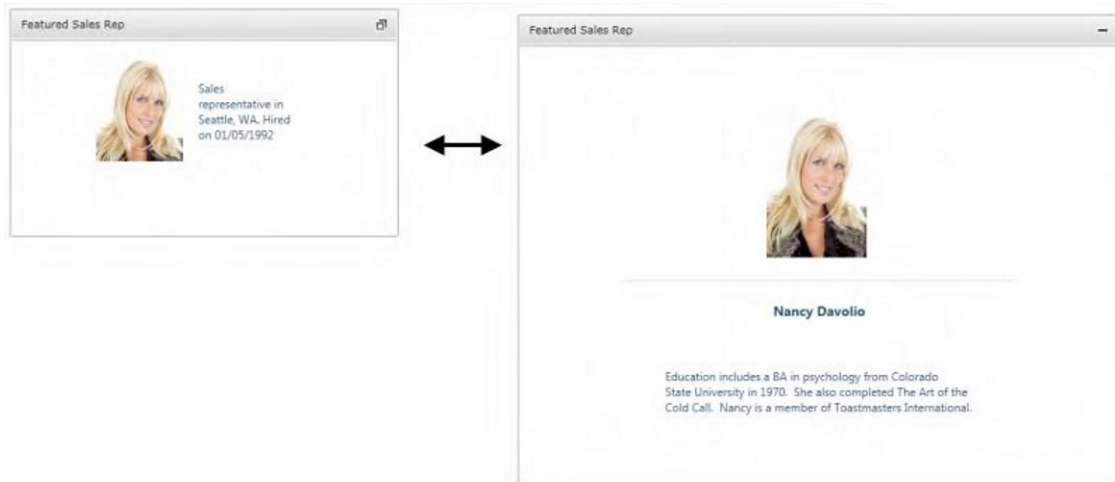 Featured Sales Rep
Sales
representative in
Seattle, WA. Hired
on 01/05/1992
Featured Sales Rep
Nancy Davolio
Education includes a BA in psychology from Colorado
State University in 1970. She also completed The Art of the
Cold Call. Nancy is a member of Toastmasters International.